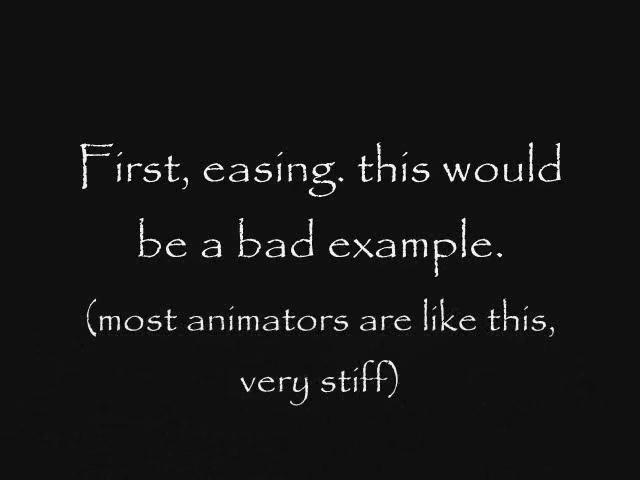 First, easing. this would
be a bad example.
(most animators are like this,
very stiff)